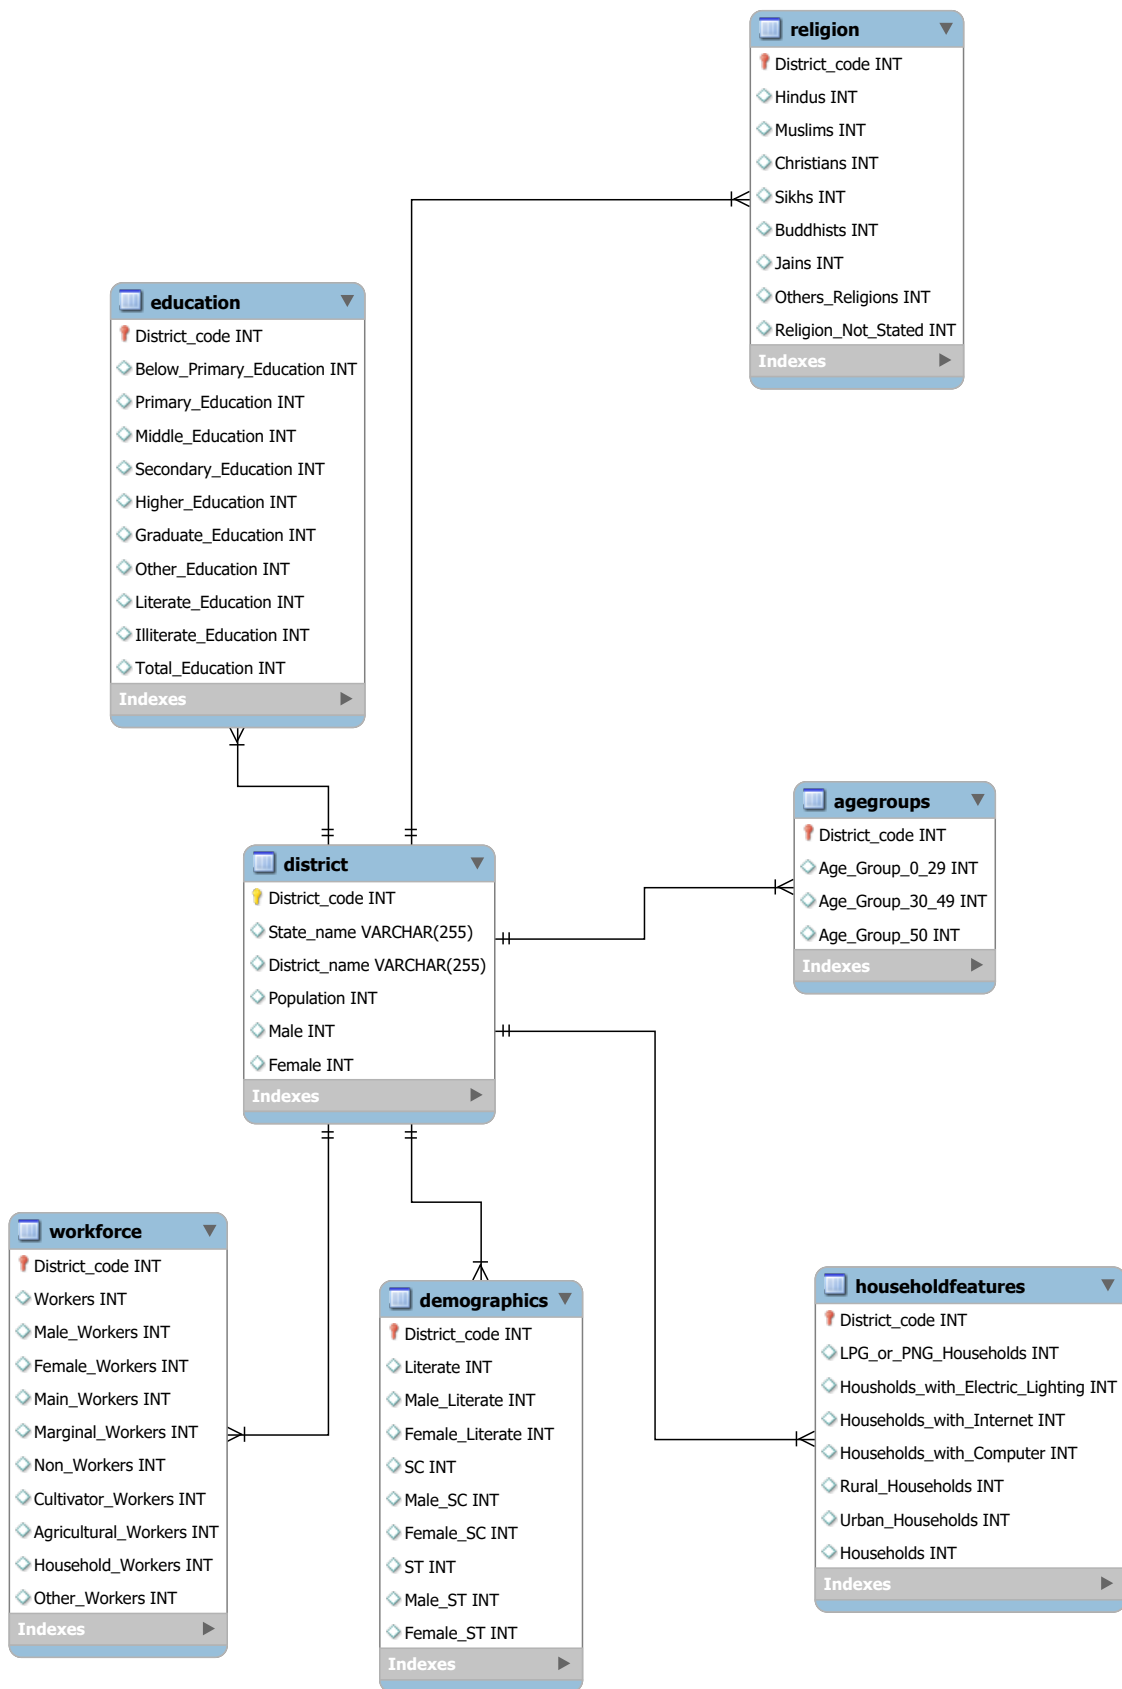 religion
District_code INT
Hindus INT
Muslims INT
Christians INT
Sikhs INT
Buddhists INT
Jains INT
Others_Religions INT
Religion_Not_Stated INT
Indexes
education
District_code INT
Below_Primary_Education INT
Primary_Education INT
Middle_Education INT
Secondary_Education INT
Higher_Education INT
Graduate_Education INT
Other_Education INT
Literate_Education INT
Illiterate_Education INT
Total_Education INT
Indexes
agegroups
District_code INT
Age_Group_0_29 INT
Age_Group_30_49 INT
Age_Group_50 INT
Indexes
district
District_code INT
State_name VARCHAR(255)
District_name VARCHAR(255)
Population INT
Male INT
Female INT
Indexes
workforce
District_code INT
Workers INT
Male_Workers INT
Female_Workers INT
Main_Workers INT
Marginal_Workers INT
Non_Workers INT
Cultivator_Workers INT
Agricultural_Workers INT
Household_Workers INT
Other_Workers INT
Indexes
demographics
District_code INT
Literate INT
Male_Literate INT
Female_Literate INT
SC INT
Male_SC INT
Female_SC INT
ST INT
Male_ST INT
Female_ST INT
Indexes
householdfeatures
District_code INT
LPG_or_PNG_Households INT
Housholds_with_Electric_Lighting INT
Households_with_Internet INT
Households_with_Computer INT
Rural_Households INT
Urban_Households INT
Households INT
Indexes